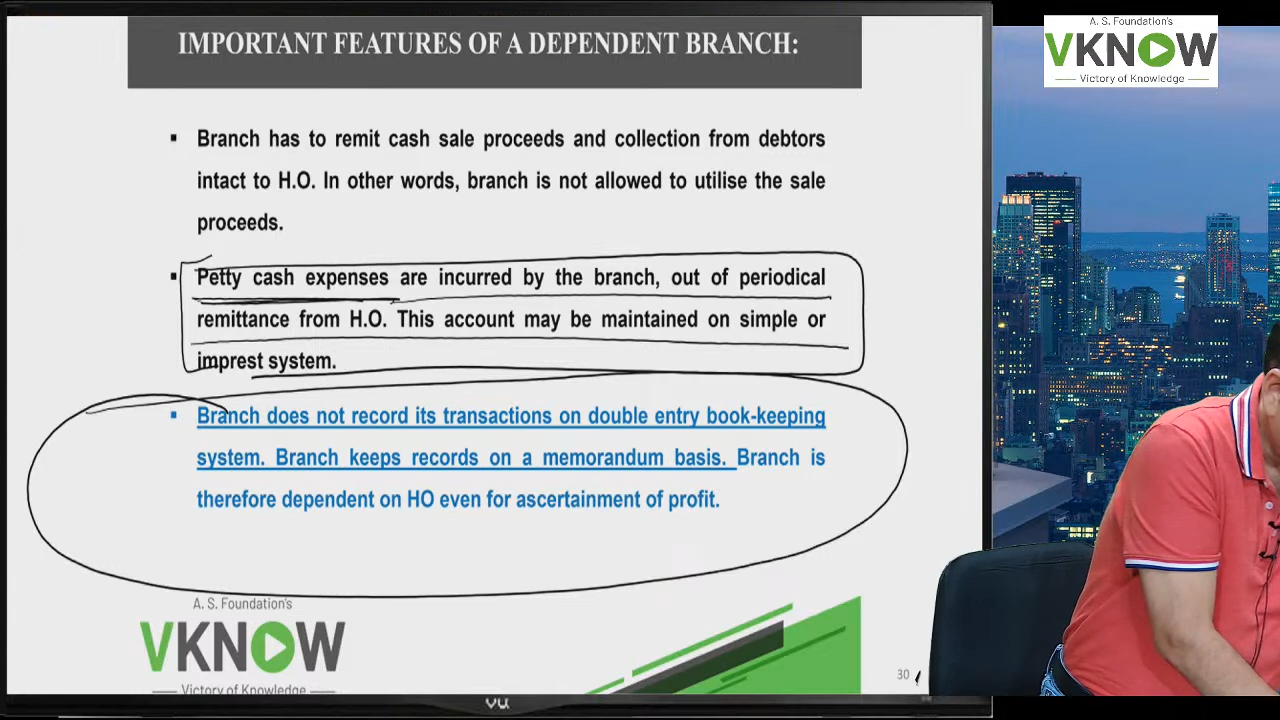 IMPORTANT FEATURES OF A DEPENDENT BRANCH:
A. S. Foundation's
VKNOW
Victory of Knowledge
▪ Branch has to remit cash sale proceeds and collection from debtors
intact to H.O. In other words, branch is not allowed to utilise the sale
proceeds.
▪ Petty cash expenses are incurred by the branch, out of periodical
remittance from H.O. This account may be maintained on simple or
imprest system.
▪ Branch does not record its transactions on double entry book-keeping
system. Branch keeps records on a memorandum basis. Branch is
therefore dependent on HO even for ascertainment of profit.
A. S. Foundation's
VKNOW
Victory of Knowledge
30
vu